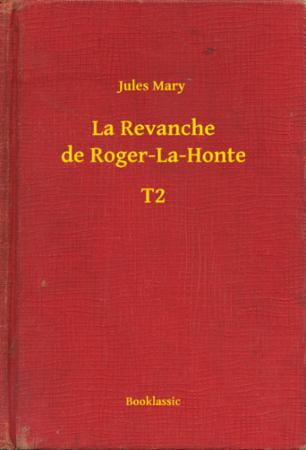 Jules Mary
La Revanche
de Roger-La-Honte
T2
Booklassic